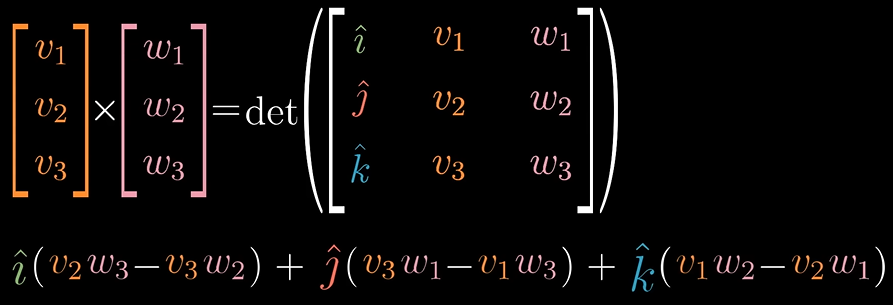 [v₁ v₂ v₃] × [w₁ w₂ w₃] = det([î v₁ w₁
ĵ v₂ w₂
k̂ v₃ w₃])
î(v₂w₃−v₃w₂) + ĵ(v₃w₁−v₁w₃) + k̂(v₁w₂−v₂w₁)